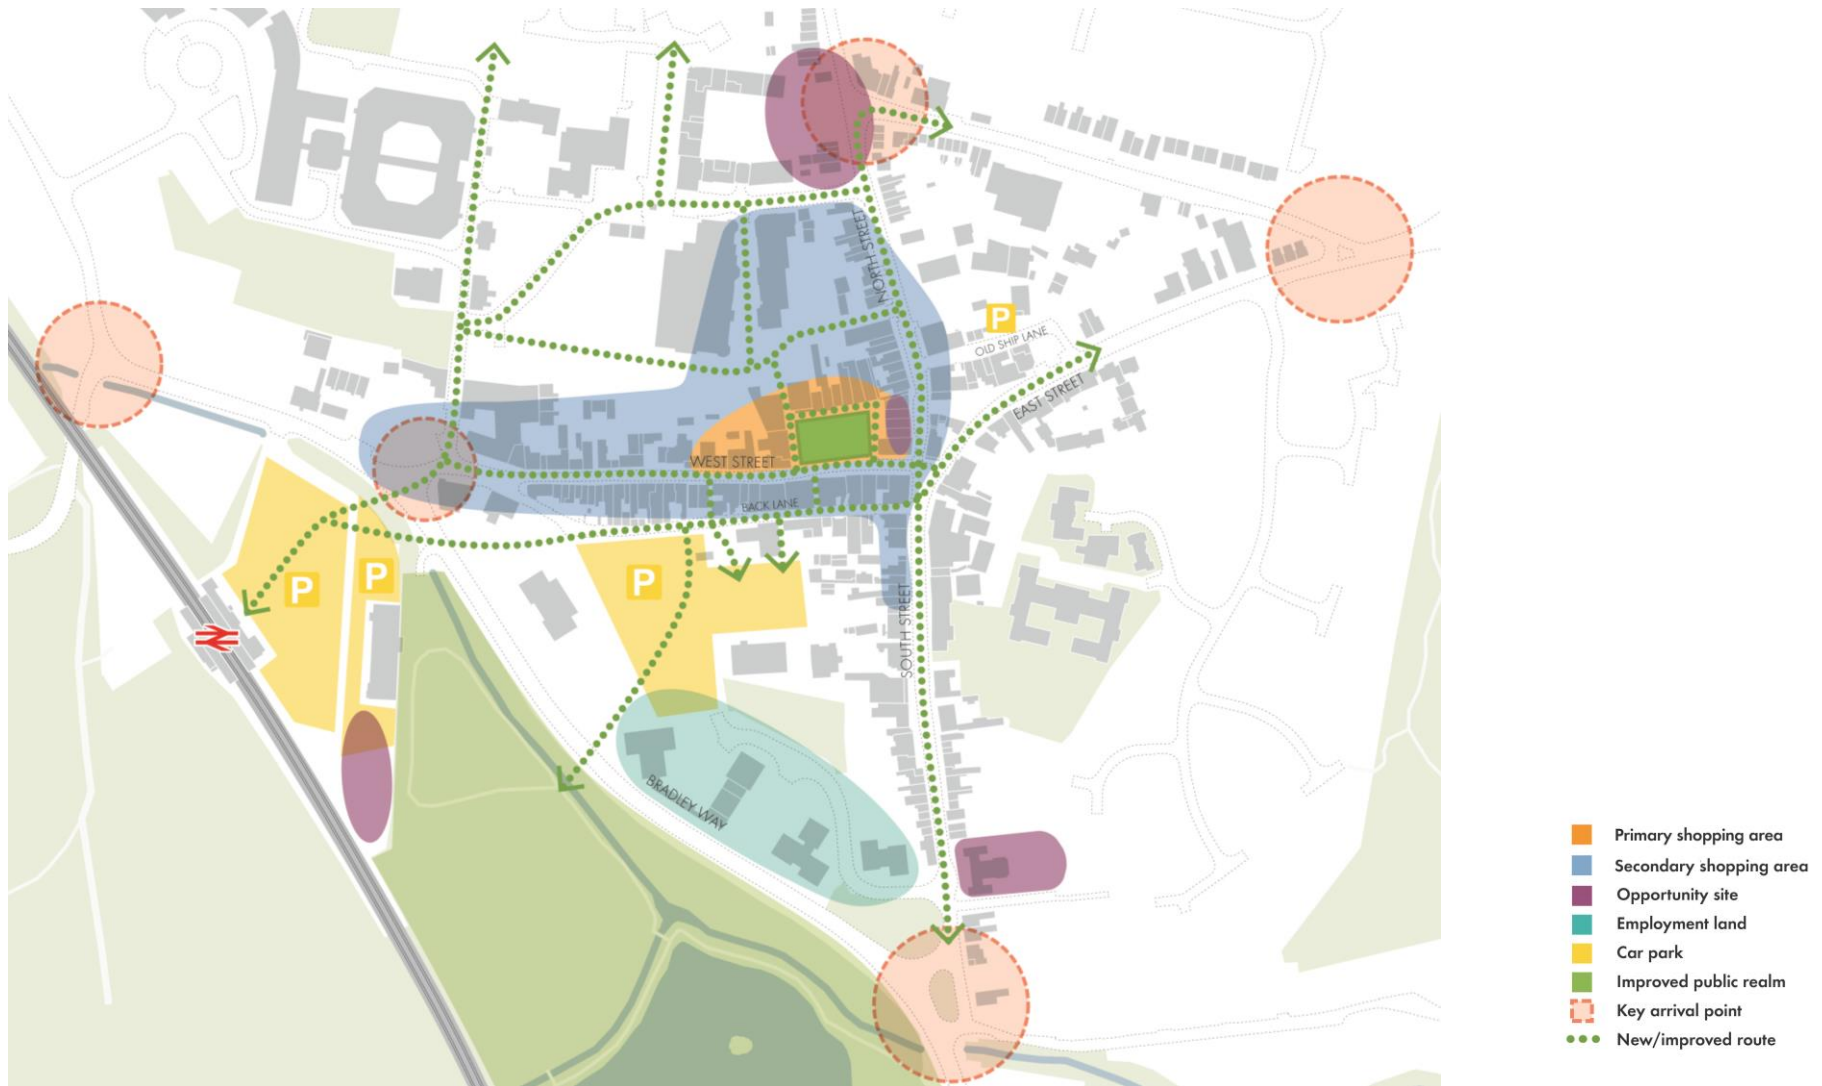 NORTH STREET
P
OLD SHIP LANE
EAST STREET
WEST STREET
BACK LANE
P
P
P
SOUTH STREET
BRADLEY WAY
Primary shopping area
Secondary shopping area
Opportunity site
Employment land
Car park
Improved public realm
Key arrival point
New/improved route